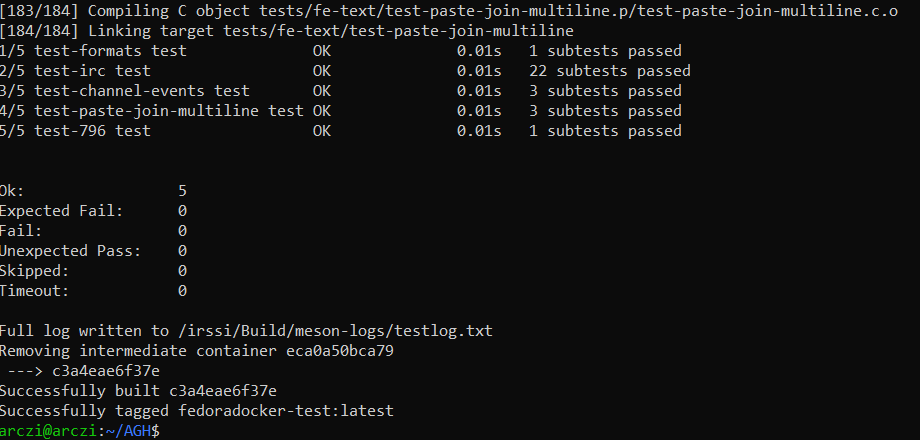 [183/184] Compiling C object tests/fe-text/test-paste-join-multiline.p/test-paste-join-multiline.c.o
[184/184] Linking target tests/fe-text/test-paste-join-multiline
1/5 test-formats test              OK              0.01s   1 subtests passed
2/5 test-irc test                  OK              0.01s   22 subtests passed
3/5 test-channel-events test       OK              0.01s   3 subtests passed
4/5 test-paste-join-multiline test OK              0.01s   3 subtests passed
5/5 test-796 test                  OK              0.01s   1 subtests passed
Ok:                 5
Expected Fail:      0
Fail:               0
Unexpected Pass:    0
Skipped:            0
Timeout:            0
Full log written to /irssi/Build/meson-logs/testlog.txt
Removing intermediate container eca0a50bca79
 ---> c3a4eae6f37e
Successfully built c3a4eae6f37e
Successfully tagged fedoradocker-test:latest
arczi@arczi:~/AGH$